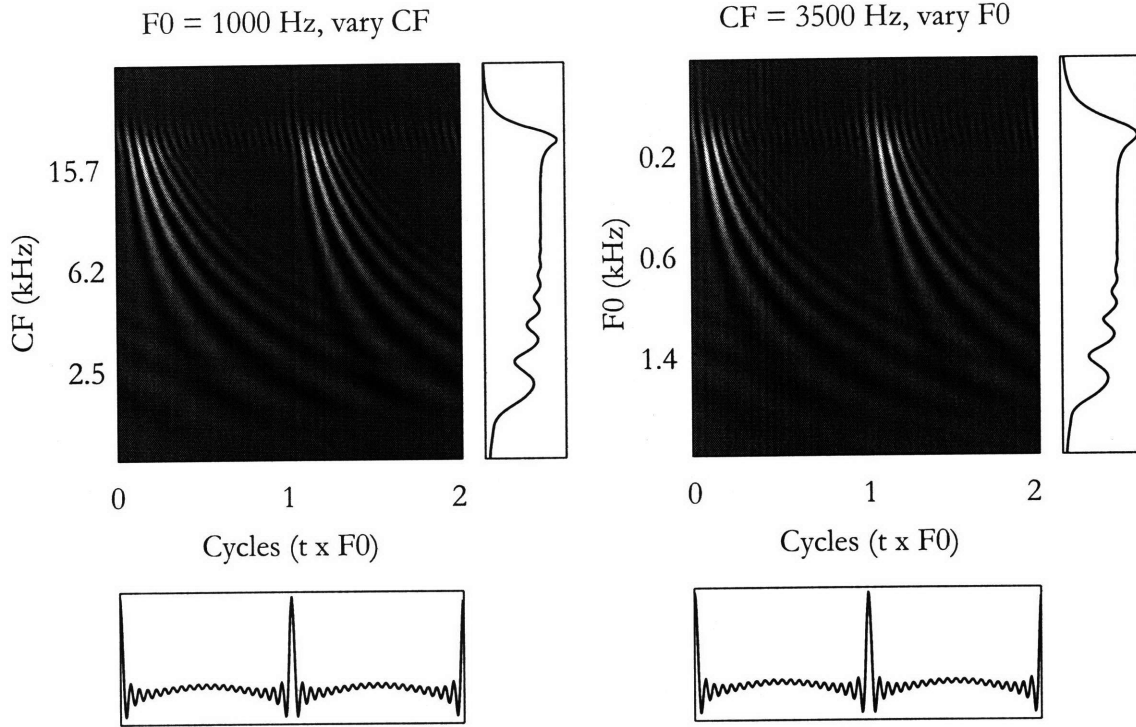 F0 = 1000 Hz, vary CF
CF (kHz)
15.7
6.2
2.5
0 1 2
Cycles (t x F0)
CF = 3500 Hz, vary F0
F0 (kHz)
0.2
0.6
1.4
0 1 2
Cycles (t x F0)